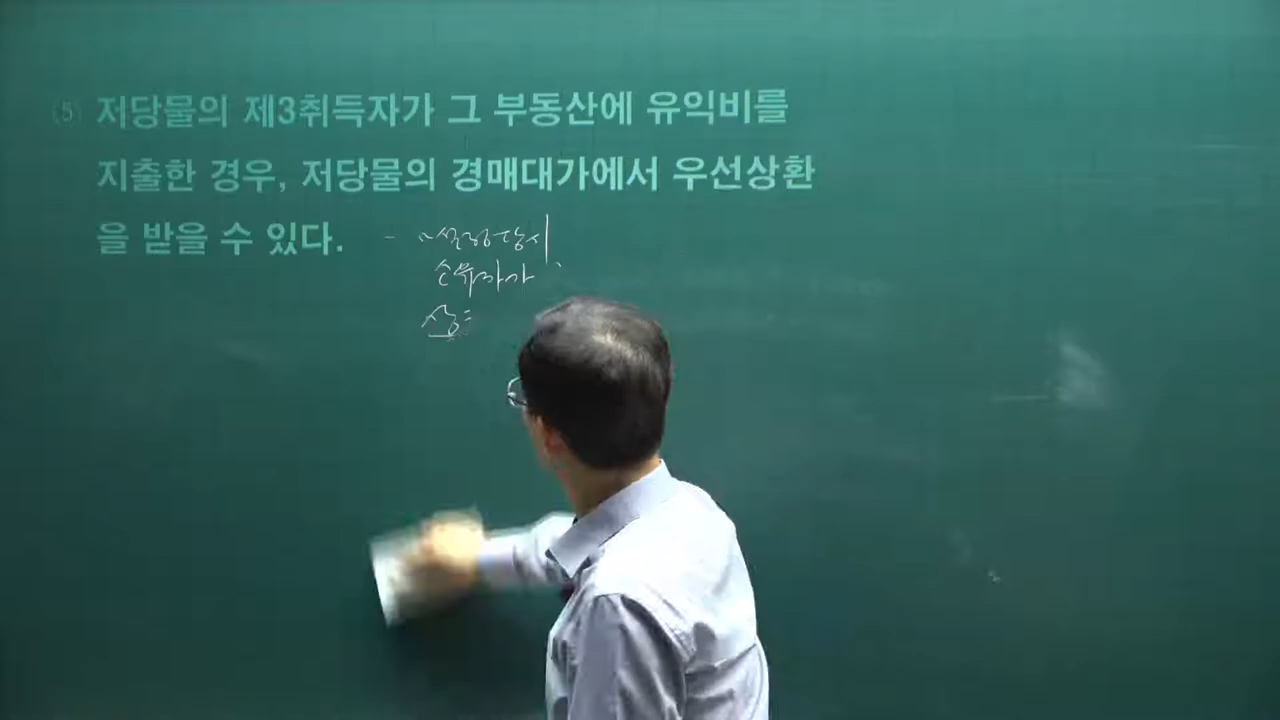 (5) 저당물의 제3취득자가 그 부동산에 유익비를
지출한 경우, 저당물의 경매대가에서 우선상환
을 받을 수 있다. - 설정당시
소유자가